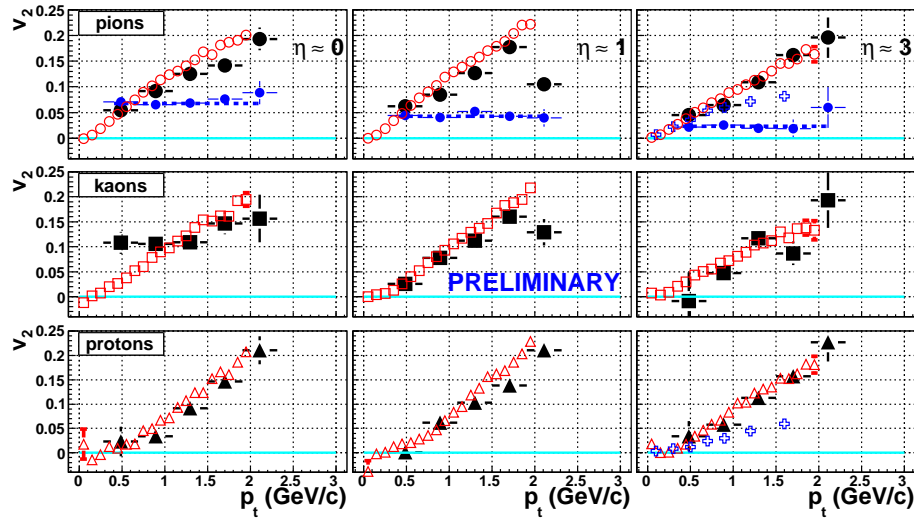 v₂ 0.25 pions η ≈ 0 η ≈ 1 η ≈ 3
0.2
0.15
0.1
0.05
0
v₂ 0.25 kaons
0.2
0.15
0.1
0.05 PRELIMINARY
0
v₂ 0.25 protons
0.2
0.15
0.1
0.05
0
0 0.5 1 1.5 2 2.5 3 0 0.5 1 1.5 2 2.5 3 0 0.5 1 1.5 2 2.5 3
pₜ (GeV/c) pₜ (GeV/c) pₜ (GeV/c)